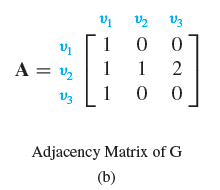 v₁ v₂ v₃
v₁ 1 0 0
A = v₂ 1 1 2
v₃ 1 0 0
Adjacency Matrix of G
(b)